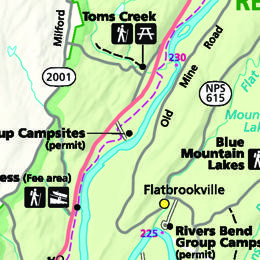 Toms Creek
Milford
230
Road
Mine
Old
2001
NPS
615
Flat
up Campsites
(permit)
Blue
Mountain
Lakes
ess (Fee area)
Flatbrookville
225
Rivers Bend
Group Camps
(permit)